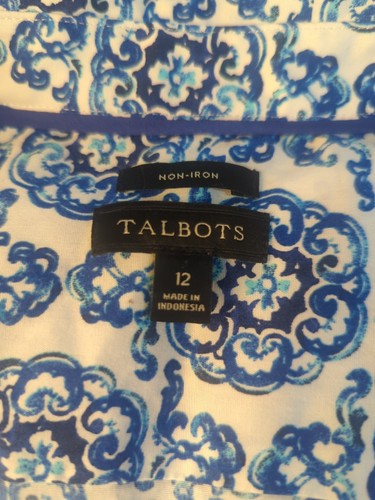 NON-IRON
TALBOTS
12
MADE IN
INDONESIA